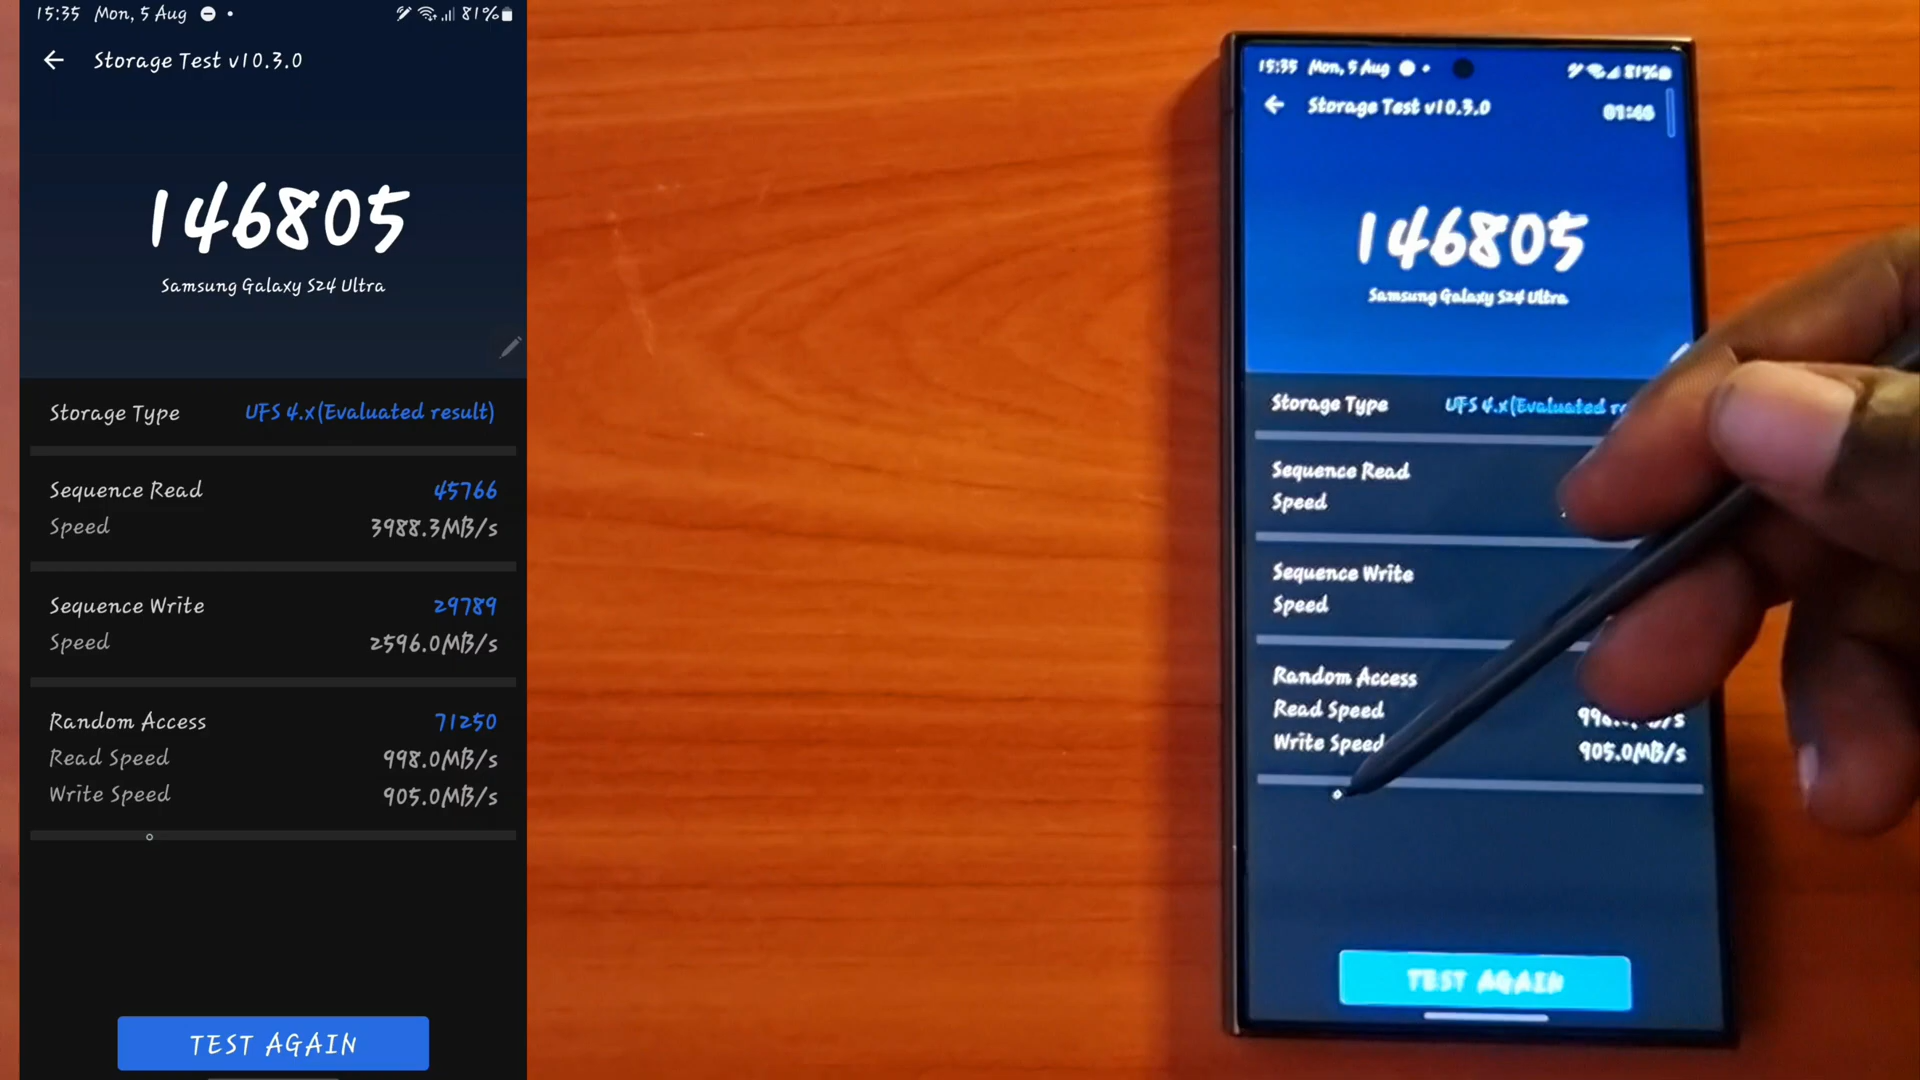 15:35 Mon, 5 Aug 81%
Storage Test v10.3.0
146805
Samsung Galaxy S24 Ultra
Storage Type UFS 4.x(Evaluated result)
Sequence Read 45766
Speed 3988.3MB/s
Sequence Write 29789
Speed 2596.0MB/s
Random Access 71250
Read Speed 998.0MB/s
Write Speed 905.0MB/s
TEST AGAIN
15:35 Mon, 5 Aug 81%
Storage Test v10.3.0
01:46
146805
Samsung Galaxy S24 Ultra
Storage Type UFS 4.x(Evaluated
Sequence Read
Speed
Sequence Write
Speed
Random Access
Read Speed
Write Speed 905.0MB/s
TEST AGAIN